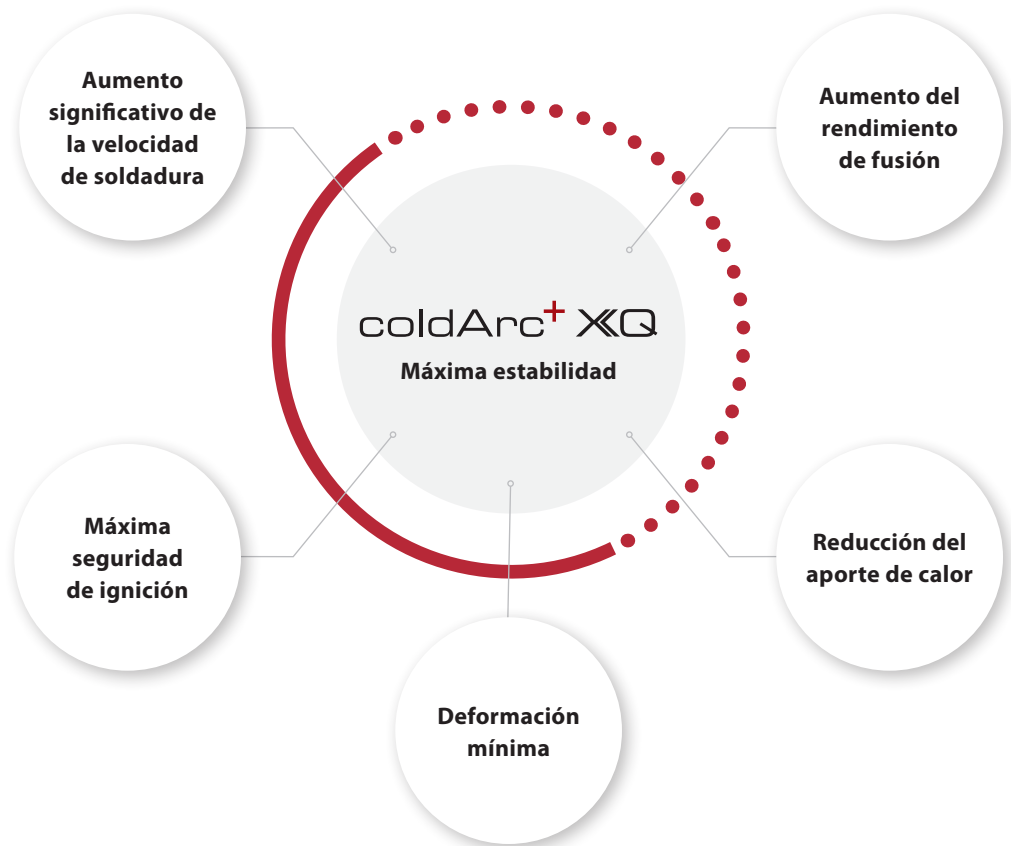 Aumento
significativo de
la velocidad
de soldadura
Aumento del
rendimiento
de fusión
coldArc+ XQ
Máxima estabilidad
Máxima
seguridad
de ignición
Reducción del
aporte de calor
Deformación
mínima